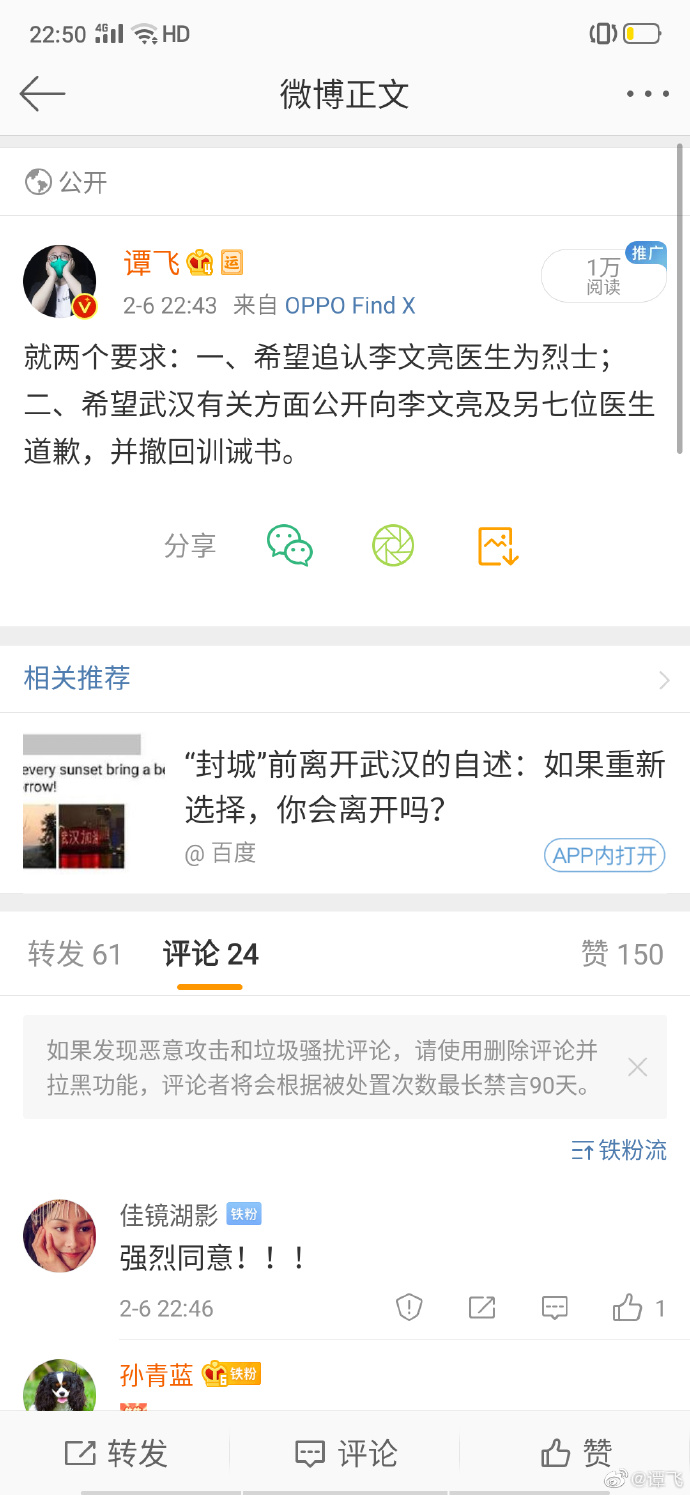 22:50 4G HD
微博正文
公开
谭飞 4 运
推广
1万
阅读
2-6 22:43 来自 OPPO Find X
就两个要求：一、希望追认李文亮医生为烈士；
二、希望武汉有关方面公开向李文亮及另七位医生
道歉，并撤回训诫书。
分享
相关推荐
every sunset bring a be
rrow!
武汉加油
“封城”前离开武汉的自述：如果重新
选择，你会离开吗？
@ 百度
APP内打开
转发 61 评论 24 赞 150
如果发现恶意攻击和垃圾骚扰评论，请使用删除评论并
拉黑功能，评论者将会根据被处置次数最长禁言90天。
铁粉流
佳镜湖影 铁粉
强烈同意！！！
2-6 22:46 1
孙青蓝 6 铁粉
转发 评论 赞
@谭飞